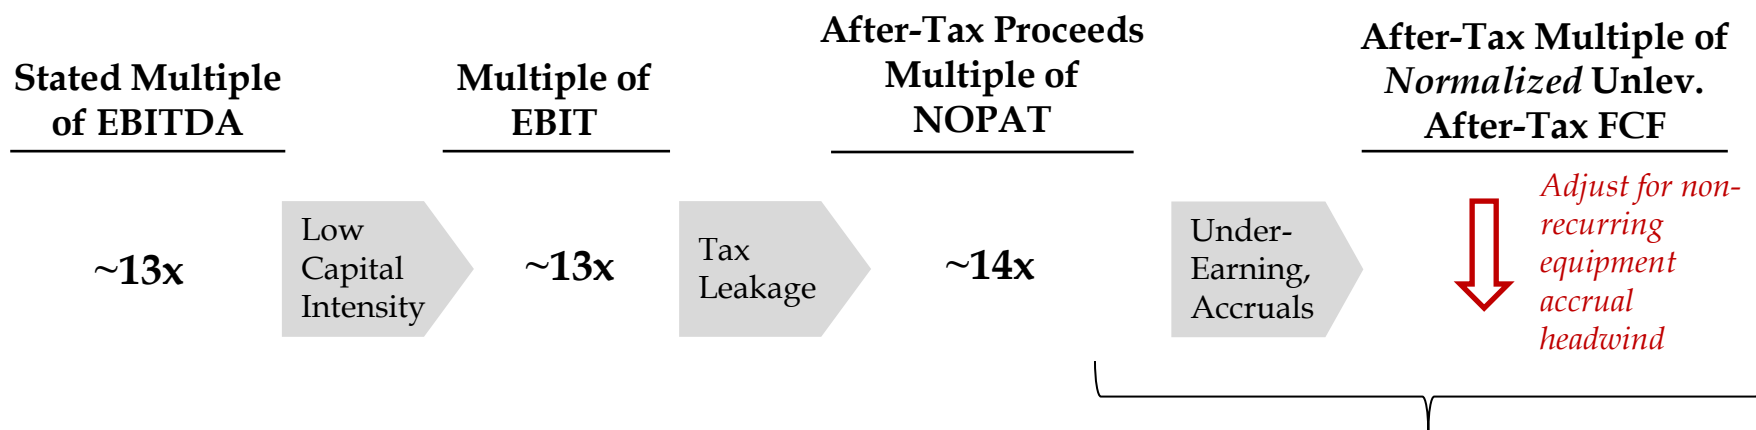 Stated Multiple
of EBITDA
Multiple of
EBIT
After-Tax Proceeds
Multiple of
NOPAT
After-Tax Multiple of
Normalized Unlev.
After-Tax FCF
~13x
Low
Capital
Intensity
~13x
Tax
Leakage
~14x
Under-
Earning,
Accruals
Adjust for non-
recurring
equipment
accrual
headwind